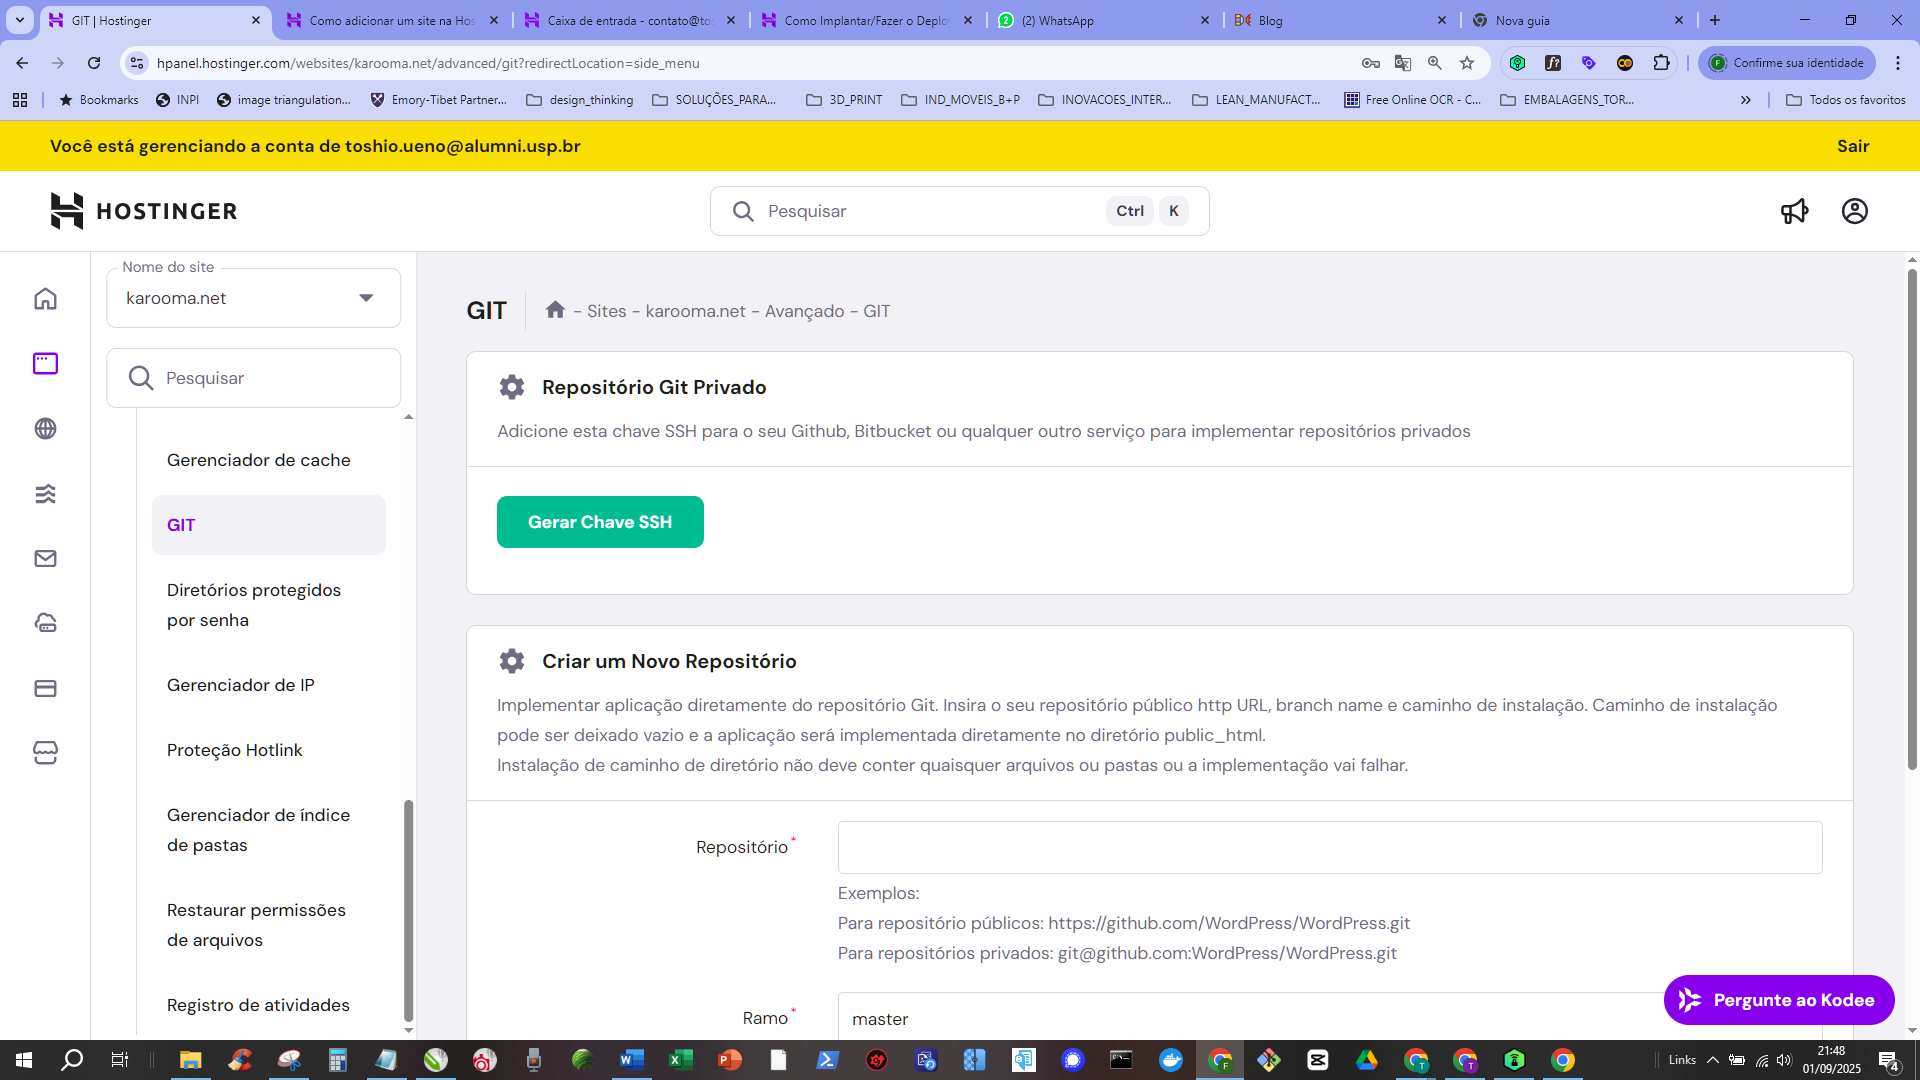 GIT | Hostinger
Como adicionar um site na Hos
Caixa de entrada - contato@to
Como Implantar/Fazer o Deplo
(2) WhatsApp
Blog
Nova guia
hpanel.hostinger.com/websites/karooma.net/advanced/git?redirectLocation=side_menu
Confirme sua identidade
Bookmarks
INPI
image triangulation...
Emory-Tibet Partner...
design_thinking
SOLUÇÕES_PARA...
3D_PRINT
IND_MOVEIS_B+P
INOVACOES_INTER...
LEAN_MANUFACT...
Free Online OCR - C...
EMBALAGENS_TOR...
Todos os favoritos
Você está gerenciando a conta de toshio.ueno@alumni.usp.br
Sair
HOSTINGER
Pesquisar
Ctrl
K
Nome do site
karooma.net
Pesquisar
Gerenciador de cache
GIT
Diretórios protegidos
por senha
Gerenciador de IP
Proteção Hotlink
Gerenciador de índice
de pastas
Restaurar permissões
de arquivos
Registro de atividades
GIT
- Sites - karooma.net - Avançado - GIT
Repositório Git Privado
Adicione esta chave SSH para o seu Github, Bitbucket ou qualquer outro serviço para implementar repositórios privados
Gerar Chave SSH
Criar um Novo Repositório
Implementar aplicação diretamente do repositório Git. Insira o seu repositório público http URL, branch name e caminho de instalação. Caminho de instalação
pode ser deixado vazio e a aplicação será implementada diretamente no diretório public_html.
Instalação de caminho de diretório não deve conter quaisquer arquivos ou pastas ou a implementação vai falhar.
Repositório*
Exemplos:
Para repositório públicos: https://github.com/WordPress/WordPress.git
Para repositórios privados: git@github.com:WordPress/WordPress.git
Ramo*
master
Pergunte ao Kodee
Links
21:48
01/09/2025
4